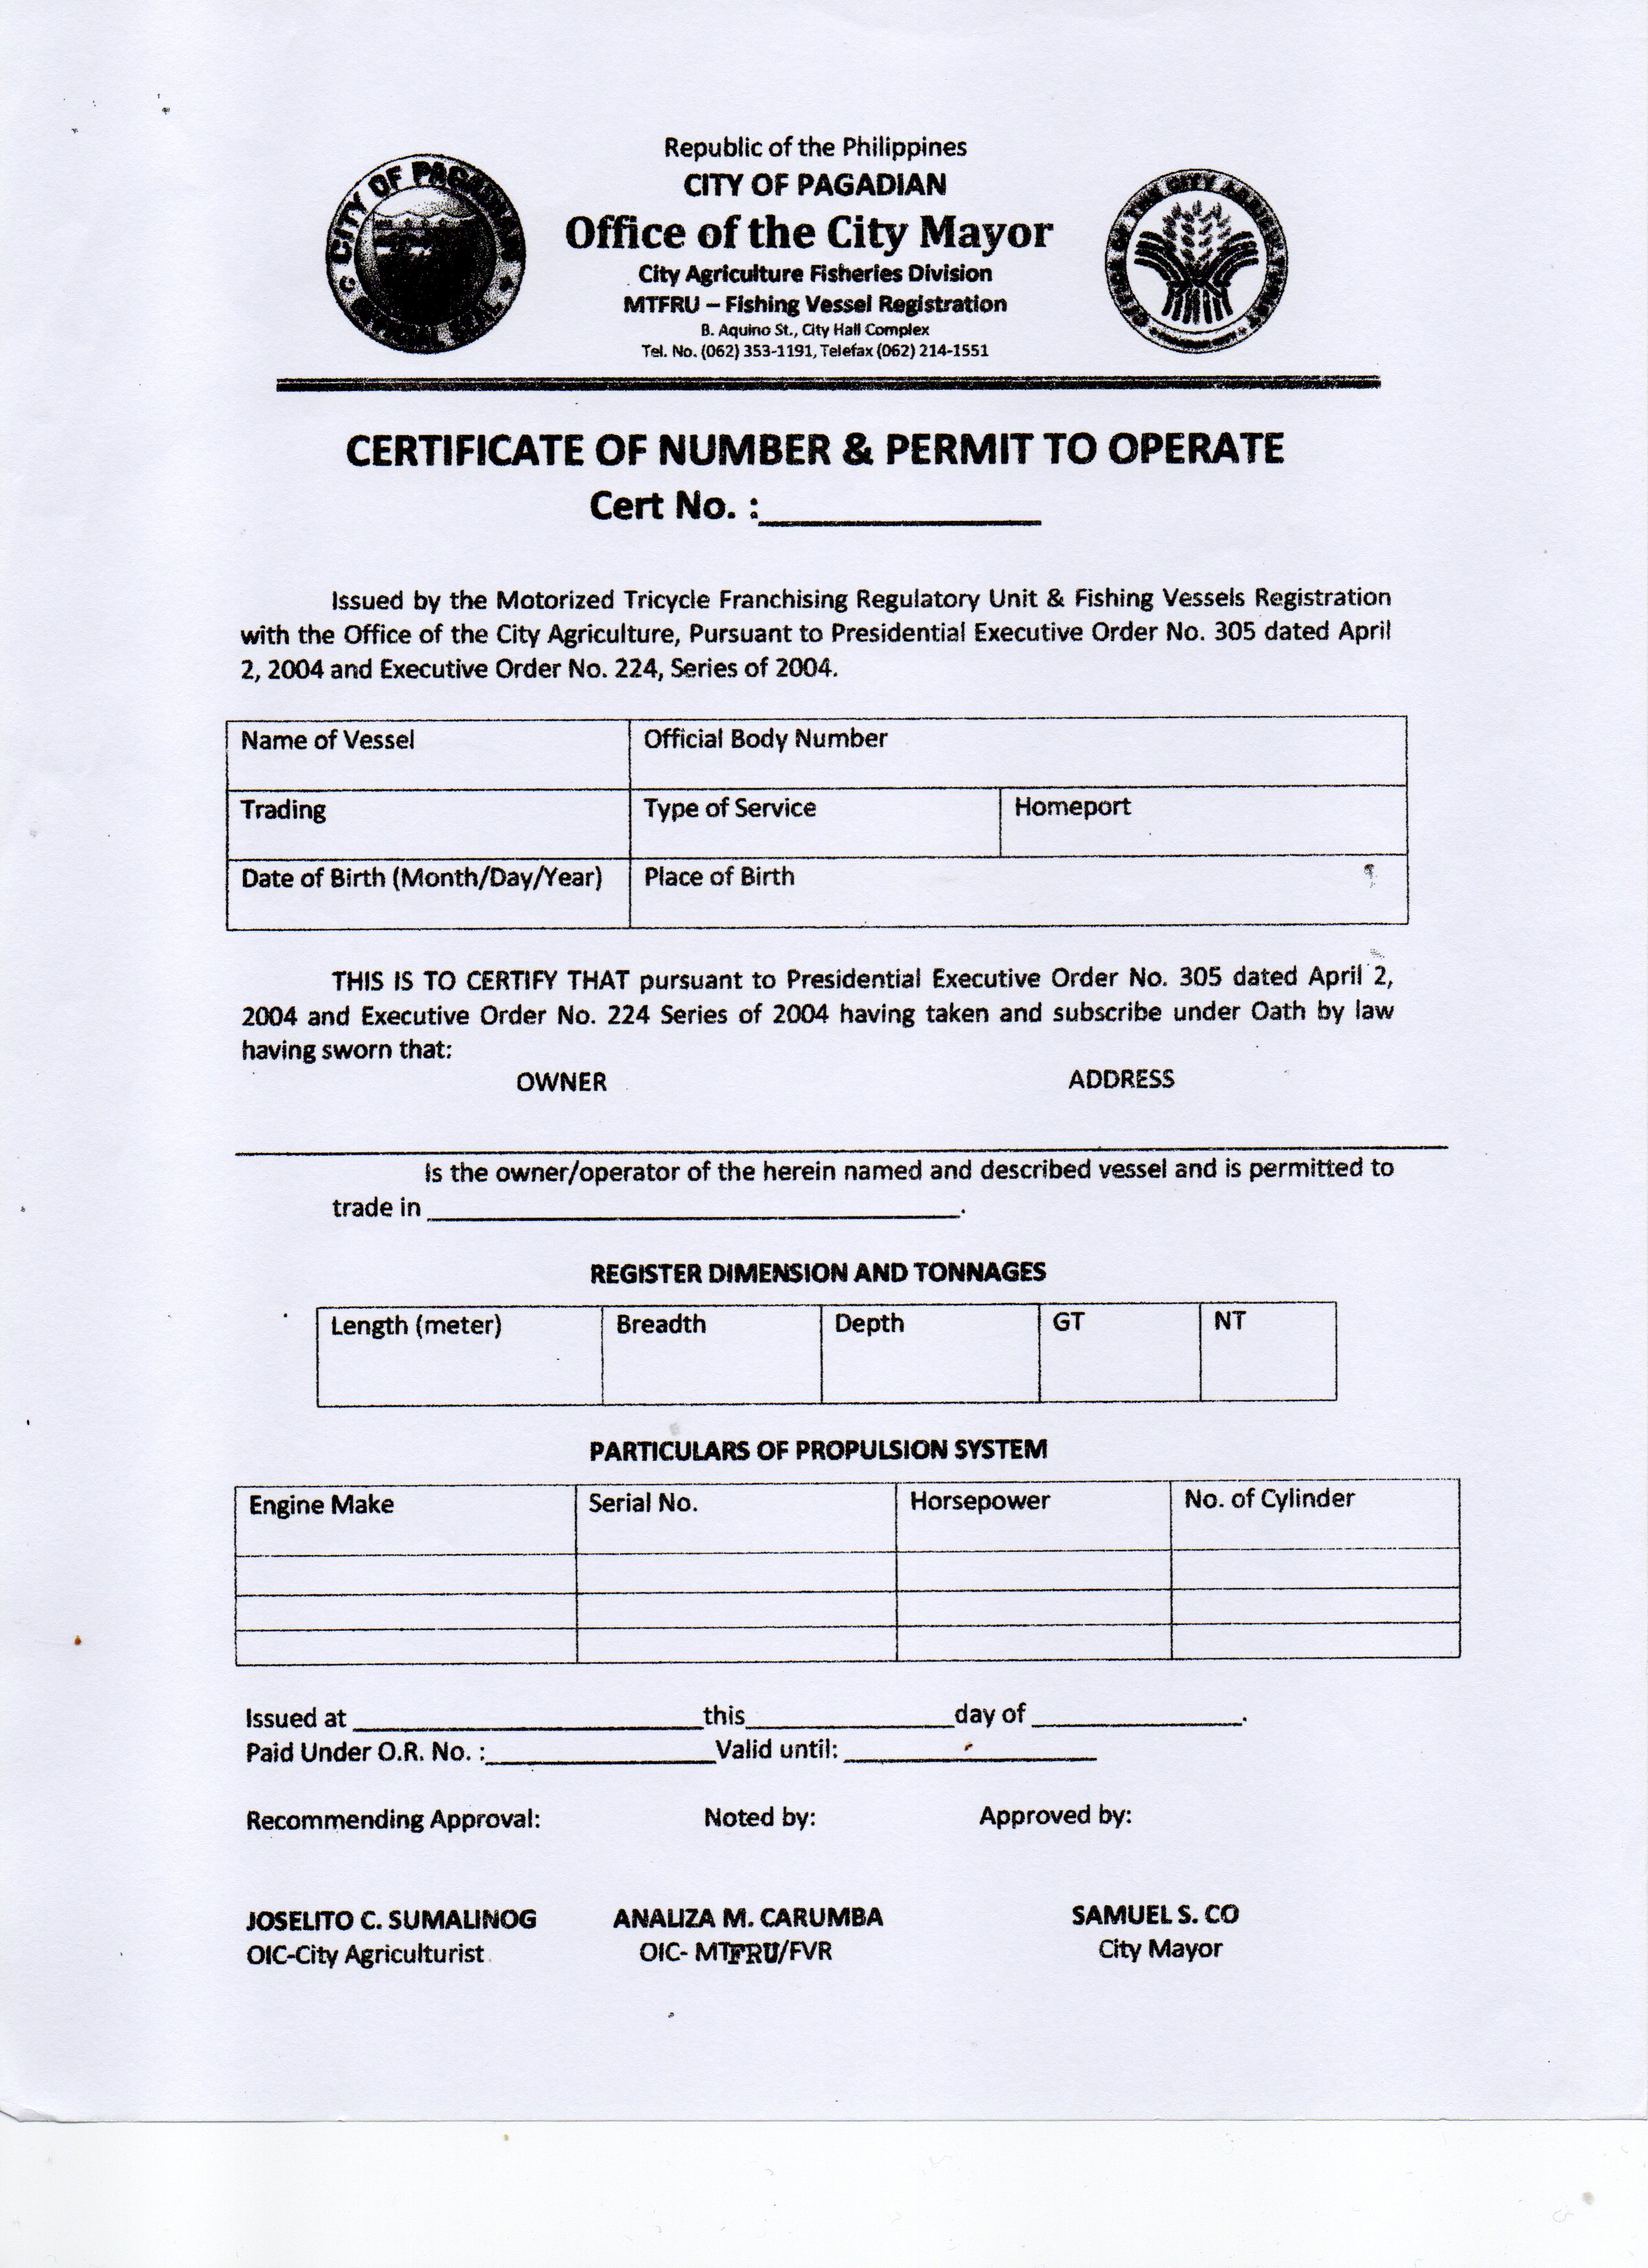 Republic of the Philippines
CITY OF PAGADIAN
Office of the City Mayor
City Agriculture Fisheries Division
MTFRU – Fishing Vessel Registration
B. Aquino St., City Hall Complex
Tel. No. (062) 353-1191, Telefax (062) 214-1551
CITY OF PAGADIAN
CERTIFICATE OF NUMBER & PERMIT TO OPERATE
Cert No. :______________
Issued by the Motorized Tricycle Franchising Regulatory Unit & Fishing Vessels Registration
with the Office of the City Agriculture, Pursuant to Presidential Executive Order No. 305 dated April
2, 2004 and Executive Order No. 224, Series of 2004.
Name of Vessel Official Body Number
Trading Type of Service Homeport
Date of Birth (Month/Day/Year) Place of Birth
THIS IS TO CERTIFY THAT pursuant to Presidential Executive Order No. 305 dated April 2,
2004 and Executive Order No. 224 Series of 2004 having taken and subscribe under Oath by law
having sworn that:
OWNER ADDRESS
Is the owner/operator of the herein named and described vessel and is permitted to
trade in ______________________________.
REGISTER DIMENSION AND TONNAGES
Length (meter) Breadth Depth GT NT
PARTICULARS OF PROPULSION SYSTEM
Engine Make Serial No. Horsepower No. of Cylinder
Issued at ____________________this____________day of ____________.
Paid Under O.R. No. :_____________Valid until: ______________
Recommending Approval: Noted by: Approved by:
JOSELITO C. SUMALINOG ANALIZA M. CARUMBA SAMUEL S. CO
OIC-City Agriculturist OIC- MTFRU/FVR City Mayor